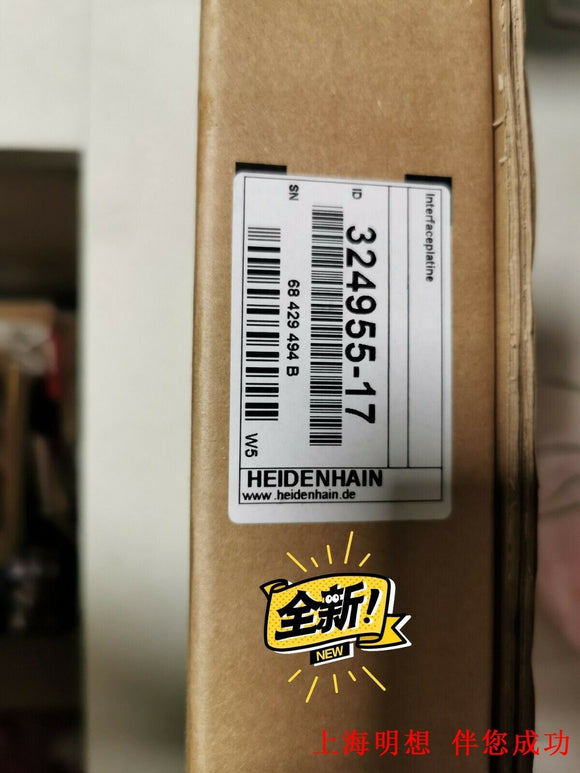 Interfaceplatine
ID
324955-17
SN
68 429 494 B
W5
HEIDENHAIN
www.heidenhain.de
全新!
NEW
上海明想 伴您成功